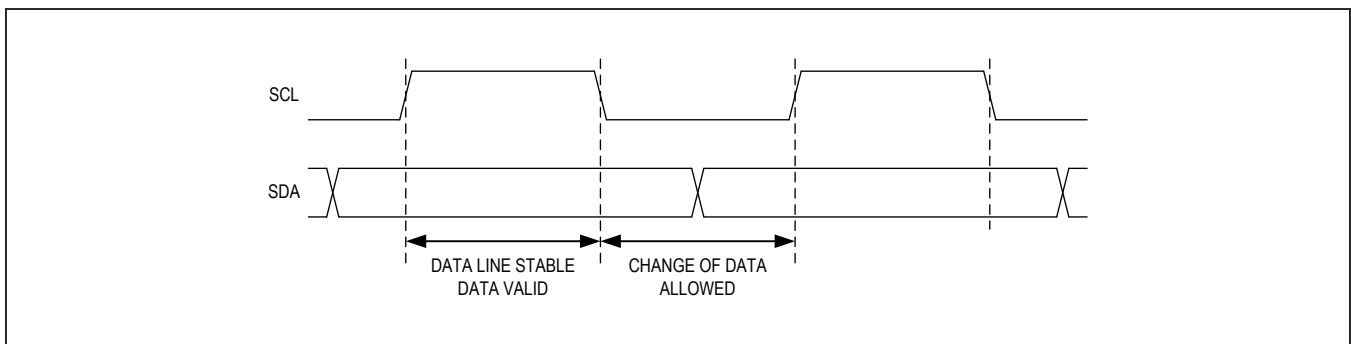 SCL
SDA
DATA LINE STABLE
DATA VALID
CHANGE OF DATA
ALLOWED